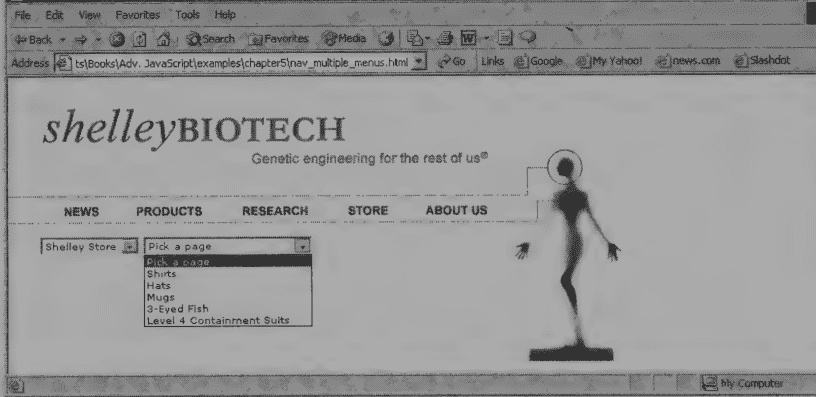 File Edit View Favorites Tools Help
Back Search Favorites Media
Address ts\Books\Adv. JavaScript\examples\chapter5\nav_multiple_menus.html Go Links Google My Yahoo! news.com Slashdot
shelleyBIOTECH
Genetic engineering for the rest of us®
NEWS PRODUCTS RESEARCH STORE ABOUT US
Shelley Store Pick a page
Pick a page
Shirts
Hats
Mugs
3-Eyed Fish
Level 4 Containment Suits
My Computer